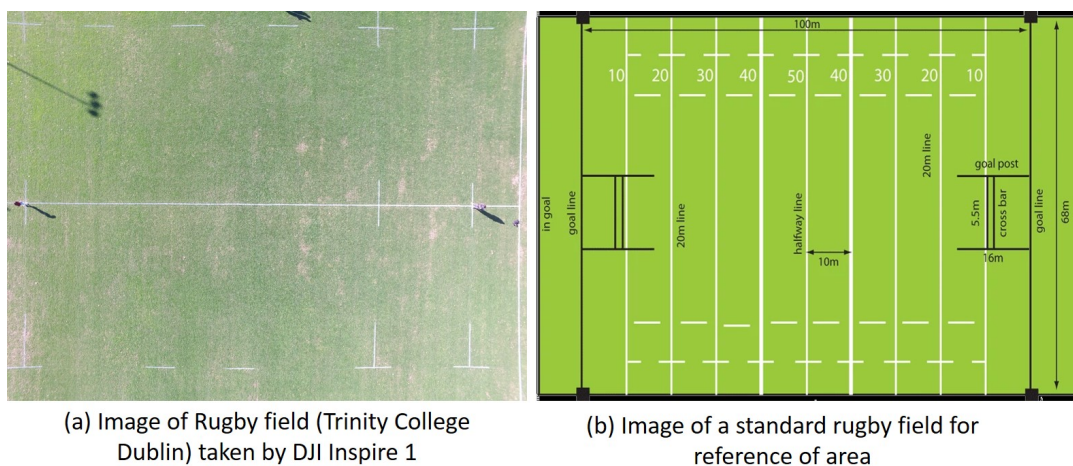 100m
10 20 30 40 50 40 30 20 10
20m line
goal post
in goal
goal line
20m line
halfway line
5.5m
cross bar
goal line
68m
10m
16m
(a) Image of Rugby field (Trinity College
Dublin) taken by DJI Inspire 1
(b) Image of a standard rugby field for
reference of area